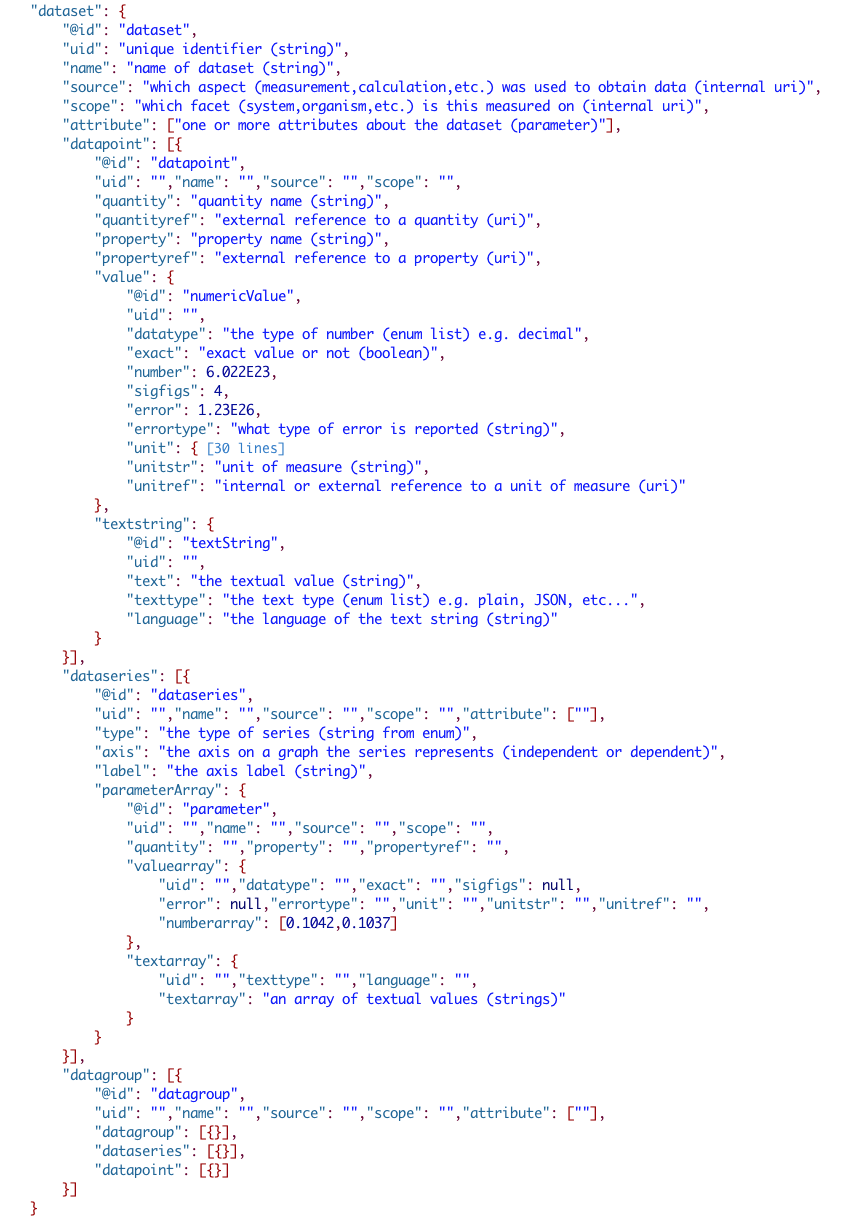 "dataset": {
"@id": "dataset",
"uid": "unique identifier (string)",
"name": "name of dataset (string)",
"source": "which aspect (measurement,calculation,etc.) was used to obtain data (internal uri)",
"scope": "which facet (system,organism,etc.) is this measured on (internal uri)",
"attribute": ["one or more attributes about the dataset (parameter)"],
"datapoint": [{
"@id": "datapoint",
"uid": "","name": "","source": "","scope": "",
"quantity": "quantity name (string)",
"quantityref": "external reference to a quantity (uri)",
"property": "property name (string)",
"propertyref": "external reference to a property (uri)",
"value": {
"@id": "numericValue",
"uid": "",
"datatype": "the type of number (enum list) e.g. decimal",
"exact": "exact value or not (boolean)",
"number": 6.022E23,
"sigfigs": 4,
"error": 1.23E26,
"errortype": "what type of error is reported (string)",
"unit": { [30 lines]
"unitstr": "unit of measure (string)",
"unitref": "internal or external reference to a unit of measure (uri)"
},
"textstring": {
"@id": "textString",
"uid": "",
"text": "the textual value (string)",
"texttype": "the text type (enum list) e.g. plain, JSON, etc...",
"language": "the language of the text string (string)"
}
}],
"dataseries": [{
"@id": "dataseries",
"uid": "","name": "","source": "","scope": "","attribute": [""],
"type": "the type of series (string from enum)",
"axis": "the axis on a graph the series represents (independent or dependent)",
"label": "the axis label (string)",
"parameterArray": {
"@id": "parameter",
"uid": "","name": "","source": "","scope": "",
"quantity": "","property": "","propertyref": "",
"valuearray": {
"uid": "","datatype": "","exact": "","sigfigs": null,
"error": null,"errortype": "","unit": "","unitstr": "","unitref": "",
"numberarray": [0.1042,0.1037]
},
"textarray": {
"uid": "","texttype": "","language": "",
"textarray": "an array of textual values (strings)"
}
}
}],
"datagroup": [{
"@id": "datagroup",
"uid": "","name": "","source": "","scope": "","attribute": [""],
"datagroup": [{}],
"dataseries": [{}],
"datapoint": [{}]
}]
}